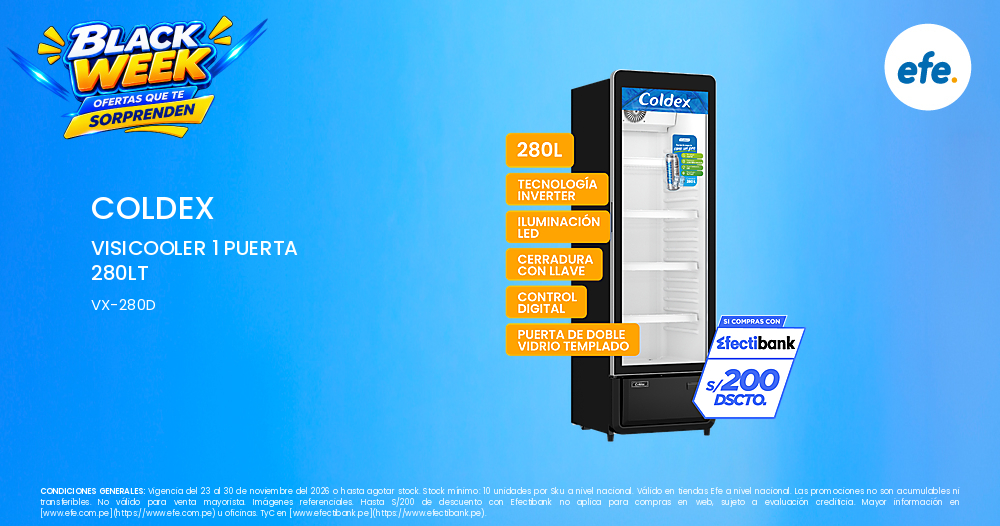 BLACK
WEEK
OFERTAS QUE TE
SORPRENDEN
efe.
COLDEX
VISICOOLER 1 PUERTA
280LT
VX-280D
Coldex
280L
TECNOLOGÍA
INVERTER
ILUMINACIÓN
LED
CERRADURA
CON LLAVE
CONTROL
DIGITAL
PUERTA DE DOBLE
VIDRIO TEMPLADO
Coldex
SI COMPRAS CON
Efectibank
S/200
DSCTO.
CONDICIONES GENERALES: Vigencia del 23 al 30 de noviembre del 2026 o hasta agotar stock. Stock mínimo: 10 unidades por Sku a nivel nacional. Válido en tiendas Efe a nivel nacional. Las promociones no son acumulables ni
transferibles. No válido para venta mayorista. Imágenes referenciales. Hasta S/200 de descuento con Efectibank no aplica para compras en web, sujeto a evaluación crediticia. Mayor información en
[www.efe.com.pe](https://www.efe.com.pe) u oficinas. TyC en [www.efectibank.pe](https://www.efectibank.pe).